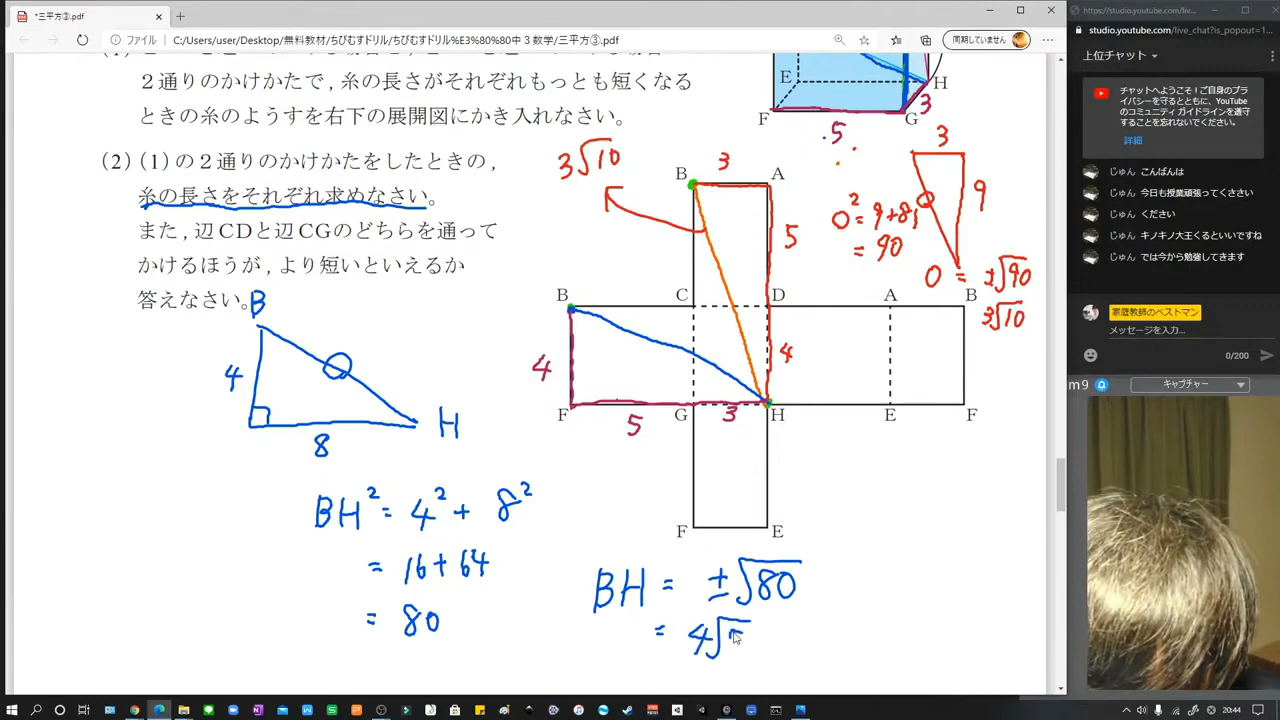 *三平方③.pdf
https://studio.youtube.com/live_chat?is_popout=1...
studio.youtube.com/liv...
ファイル
C:/Users/user/Desktop/無料教材/ちびむすドリル/ちびむすドリル%E3%80%80中３数学/三平方③.pdf
同期していません
上位チャット
２通りのかけかたで，糸の長さがそれぞれもっとも短くなる
ときの糸のようすを右下の展開図にかき入れなさい。
(2) (1)の２通りのかけかたをしたときの，
糸の長さをそれぞれ求めなさい。
また，辺CDと辺CGのどちらを通って
かけるほうが，より短いといえるか
答えなさい。
E
H
F
G
5
3
3√10
B
3
A
5
4
B
C
D
A
B
F
G
H
E
F
4
5
3
F
E
3
9
O²=9+81
=90
O=±√90
3√10
B
4
8
H
BH²=4²+8²
=16+64
=80
BH=±√80
=4√
チャットへようこそ！ご自身のプラ
イバシーを守るとともに、YouTube
のコミュニティ ガイドラインを遵守
することを忘れないでください。
詳細
じゅん こんばんは
じゅん 今日も授業頑張ってください
じゅん ください
じゅん キノキノ大王くるといいですね
じゅん では今から勉強してきます
家庭教師のベストマン
メッセージを入力...
0/200
m9
キャプチャー
20:44